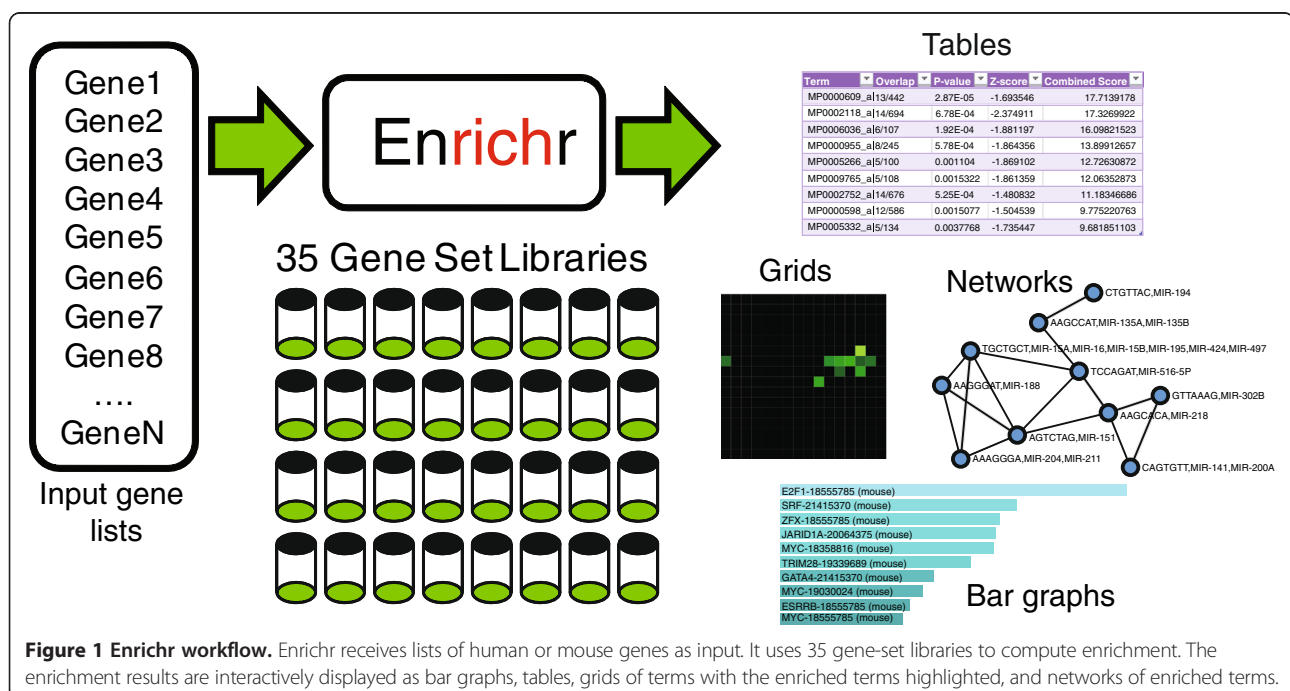 Gene1
Gene2
Gene3
Gene4
Gene5
Gene6
Gene7
Gene8
....
GeneN
Input gene
lists
Enrichr
35 Gene Set Libraries
Tables
Term Overlap P-value Z-score Combined Score
MP0000609_a 13/442 2.87E-05 -1.693546 17.7139178
MP0002118_a 14/694 6.78E-04 -2.374911 17.3269922
MP0006036_a 6/107 1.92E-04 -1.881197 16.09821523
MP0000955_a 8/245 5.78E-04 -1.864356 13.89912657
MP0005266_a 5/100 0.001104 -1.869102 12.72630872
MP0009765_a 5/108 0.0015322 -1.861359 12.06352873
MP0002752_a 14/676 5.25E-04 -1.480832 11.18346686
MP0000598_a 12/586 0.0015077 -1.504539 9.775220763
MP0005332_a 5/134 0.0037768 -1.735447 9.681851103
Grids
Networks
CTGTTAC,MIR-194
AAGCCAT,MIR-135A,MIR-135B
TGCTGCT,MIR-15A,MIR-16,MIR-15B,MIR-195,MIR-424,MIR-497
TCCAGAT,MIR-516-5P
AAGGGAT,MIR-188
GTTAAAG,MIR-302B
AAGCACA,MIR-218
AGTCTAG,MIR-151
AAAGGGA,MIR-204,MIR-211
CAGTGTT,MIR-141,MIR-200A
E2F1-18555785 (mouse)
SRF-21415370 (mouse)
ZFX-18555785 (mouse)
JARID1A-20064375 (mouse)
MYC-18358816 (mouse)
TRIM28-19339689 (mouse)
GATA4-21415370 (mouse)
MYC-19030024 (mouse)
ESRRB-18555785 (mouse)
MYC-18555785 (mouse)
Bar graphs
Figure 1 Enrichr workflow. Enrichr receives lists of human or mouse genes as input. It uses 35 gene-set libraries to compute enrichment. The
enrichment results are interactively displayed as bar graphs, tables, grids of terms with the enriched terms highlighted, and networks of enriched terms.